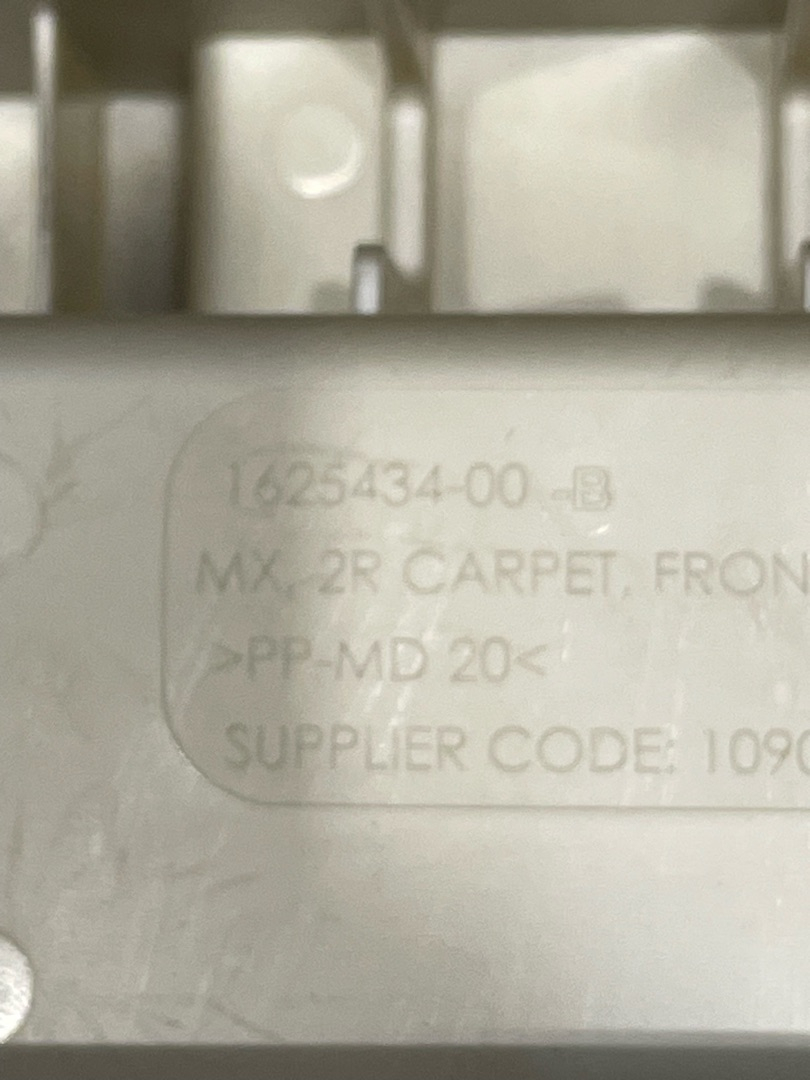 1625434-00 -B
MX, 2R CARPET, FRON
>PP-MD 20<
SUPPLIER CODE: 1090